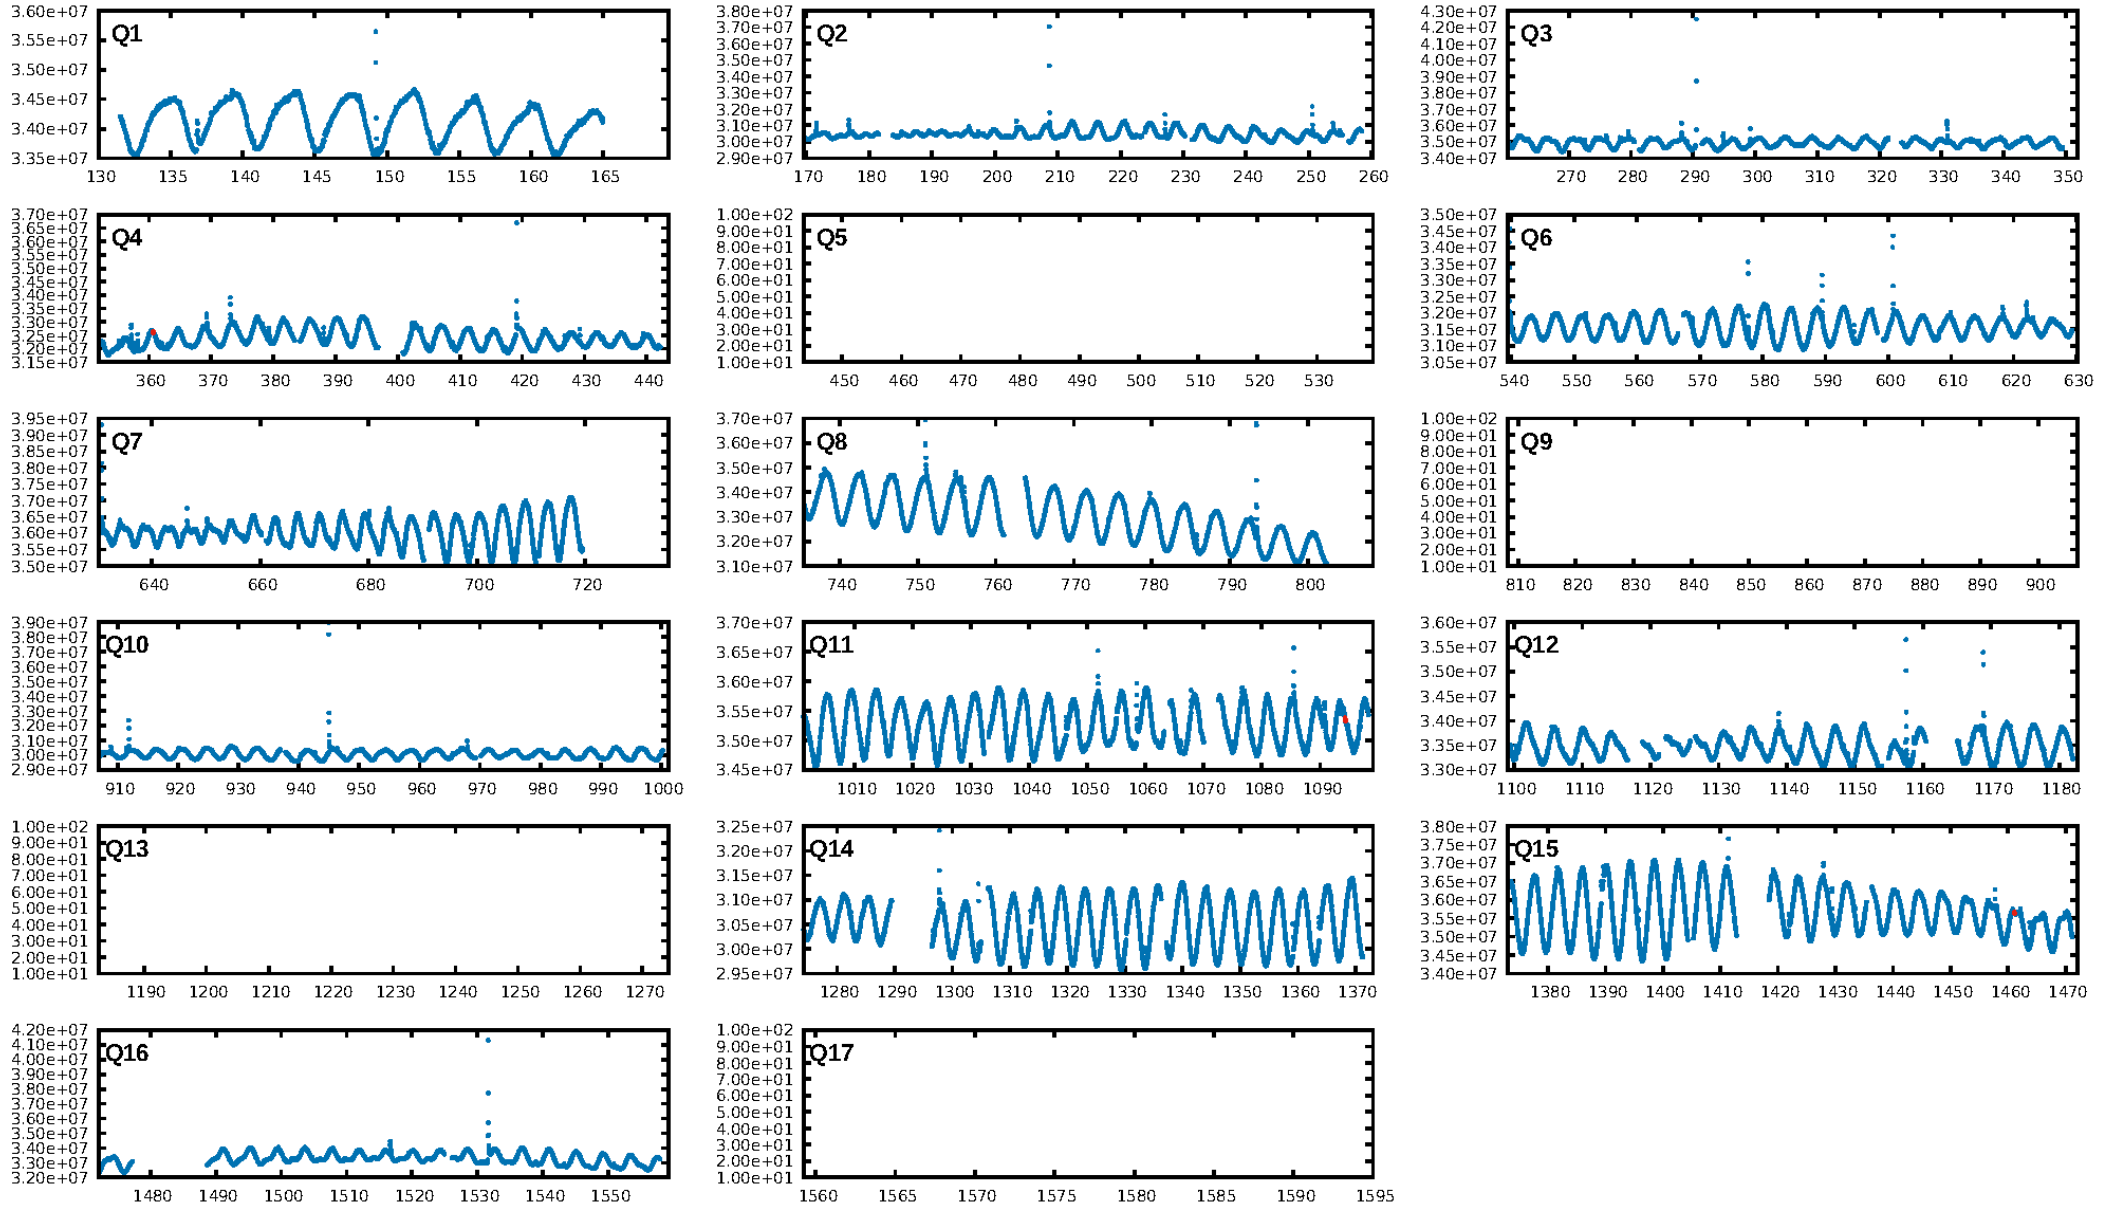 3.60e+07
3.55e+07
3.50e+07
3.45e+07
3.40e+07
3.35e+07
Q1
130 135 140 145 150 155 160 165
3.80e+07
3.70e+07
3.60e+07
3.50e+07
3.40e+07
3.30e+07
3.20e+07
3.10e+07
3.00e+07
2.90e+07
Q2
170 180 190 200 210 220 230 240 250 260
4.30e+07
4.20e+07
4.10e+07
4.00e+07
3.90e+07
3.80e+07
3.70e+07
3.60e+07
3.50e+07
3.40e+07
Q3
270 280 290 300 310 320 330 340 350
3.70e+07
3.65e+07
3.60e+07
3.55e+07
3.50e+07
3.45e+07
3.40e+07
3.35e+07
3.30e+07
3.25e+07
3.20e+07
3.15e+07
Q4
360 370 380 390 400 410 420 430 440
1.00e+02
9.00e+01
8.00e+01
7.00e+01
6.00e+01
5.00e+01
4.00e+01
3.00e+01
2.00e+01
1.00e+01
Q5
450 460 470 480 490 500 510 520 530
3.50e+07
3.45e+07
3.40e+07
3.35e+07
3.30e+07
3.25e+07
3.20e+07
3.15e+07
3.10e+07
3.05e+07
Q6
540 550 560 570 580 590 600 610 620 630
3.95e+07
3.90e+07
3.85e+07
3.80e+07
3.75e+07
3.70e+07
3.65e+07
3.60e+07
3.55e+07
3.50e+07
Q7
640 660 680 700 720
3.70e+07
3.60e+07
3.50e+07
3.40e+07
3.30e+07
3.20e+07
3.10e+07
Q8
740 750 760 770 780 790 800
1.00e+02
9.00e+01
8.00e+01
7.00e+01
6.00e+01
5.00e+01
4.00e+01
3.00e+01
2.00e+01
1.00e+01
Q9
810 820 830 840 850 860 870 880 890 900
3.90e+07
3.80e+07
3.70e+07
3.60e+07
3.50e+07
3.40e+07
3.30e+07
3.20e+07
3.10e+07
3.00e+07
2.90e+07
Q10
910 920 930 940 950 960 970 980 990 1000
3.70e+07
3.65e+07
3.60e+07
3.55e+07
3.50e+07
3.45e+07
Q11
1010 1020 1030 1040 1050 1060 1070 1080 1090
3.60e+07
3.55e+07
3.50e+07
3.45e+07
3.40e+07
3.35e+07
3.30e+07
Q12
1100 1110 1120 1130 1140 1150 1160 1170 1180
1.00e+02
9.00e+01
8.00e+01
7.00e+01
6.00e+01
5.00e+01
4.00e+01
3.00e+01
2.00e+01
1.00e+01
Q13
1190 1200 1210 1220 1230 1240 1250 1260 1270
3.25e+07
3.20e+07
3.15e+07
3.10e+07
3.05e+07
3.00e+07
2.95e+07
Q14
1280 1290 1300 1310 1320 1330 1340 1350 1360 1370
3.80e+07
3.75e+07
3.70e+07
3.65e+07
3.60e+07
3.55e+07
3.50e+07
3.45e+07
3.40e+07
Q15
1380 1390 1400 1410 1420 1430 1440 1450 1460 1470
4.20e+07
4.10e+07
4.00e+07
3.90e+07
3.80e+07
3.70e+07
3.60e+07
3.50e+07
3.40e+07
3.30e+07
3.20e+07
Q16
1480 1490 1500 1510 1520 1530 1540 1550
1.00e+02
9.00e+01
8.00e+01
7.00e+01
6.00e+01
5.00e+01
4.00e+01
3.00e+01
2.00e+01
1.00e+01
Q17
1560 1565 1570 1575 1580 1585 1590 1595